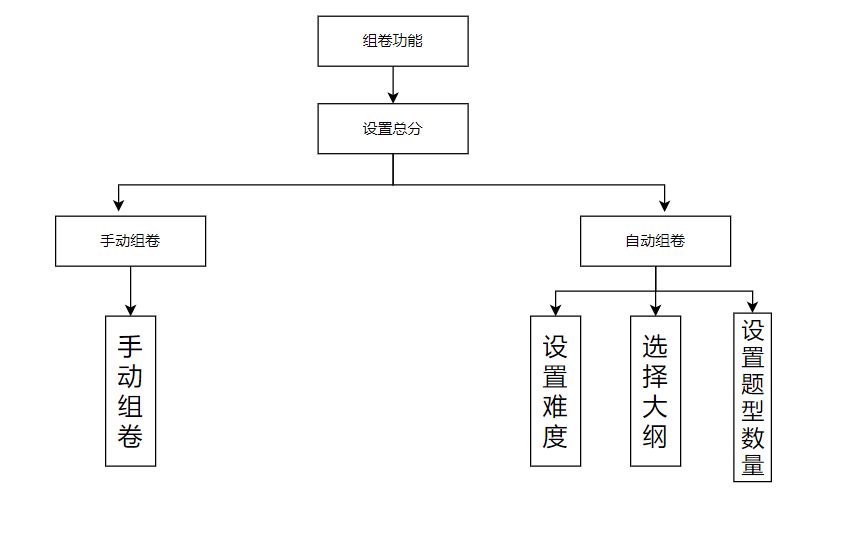 组卷功能
设置总分
手动组卷
自动组卷
手动组卷
设置难度
选择大纲
设置题型数量